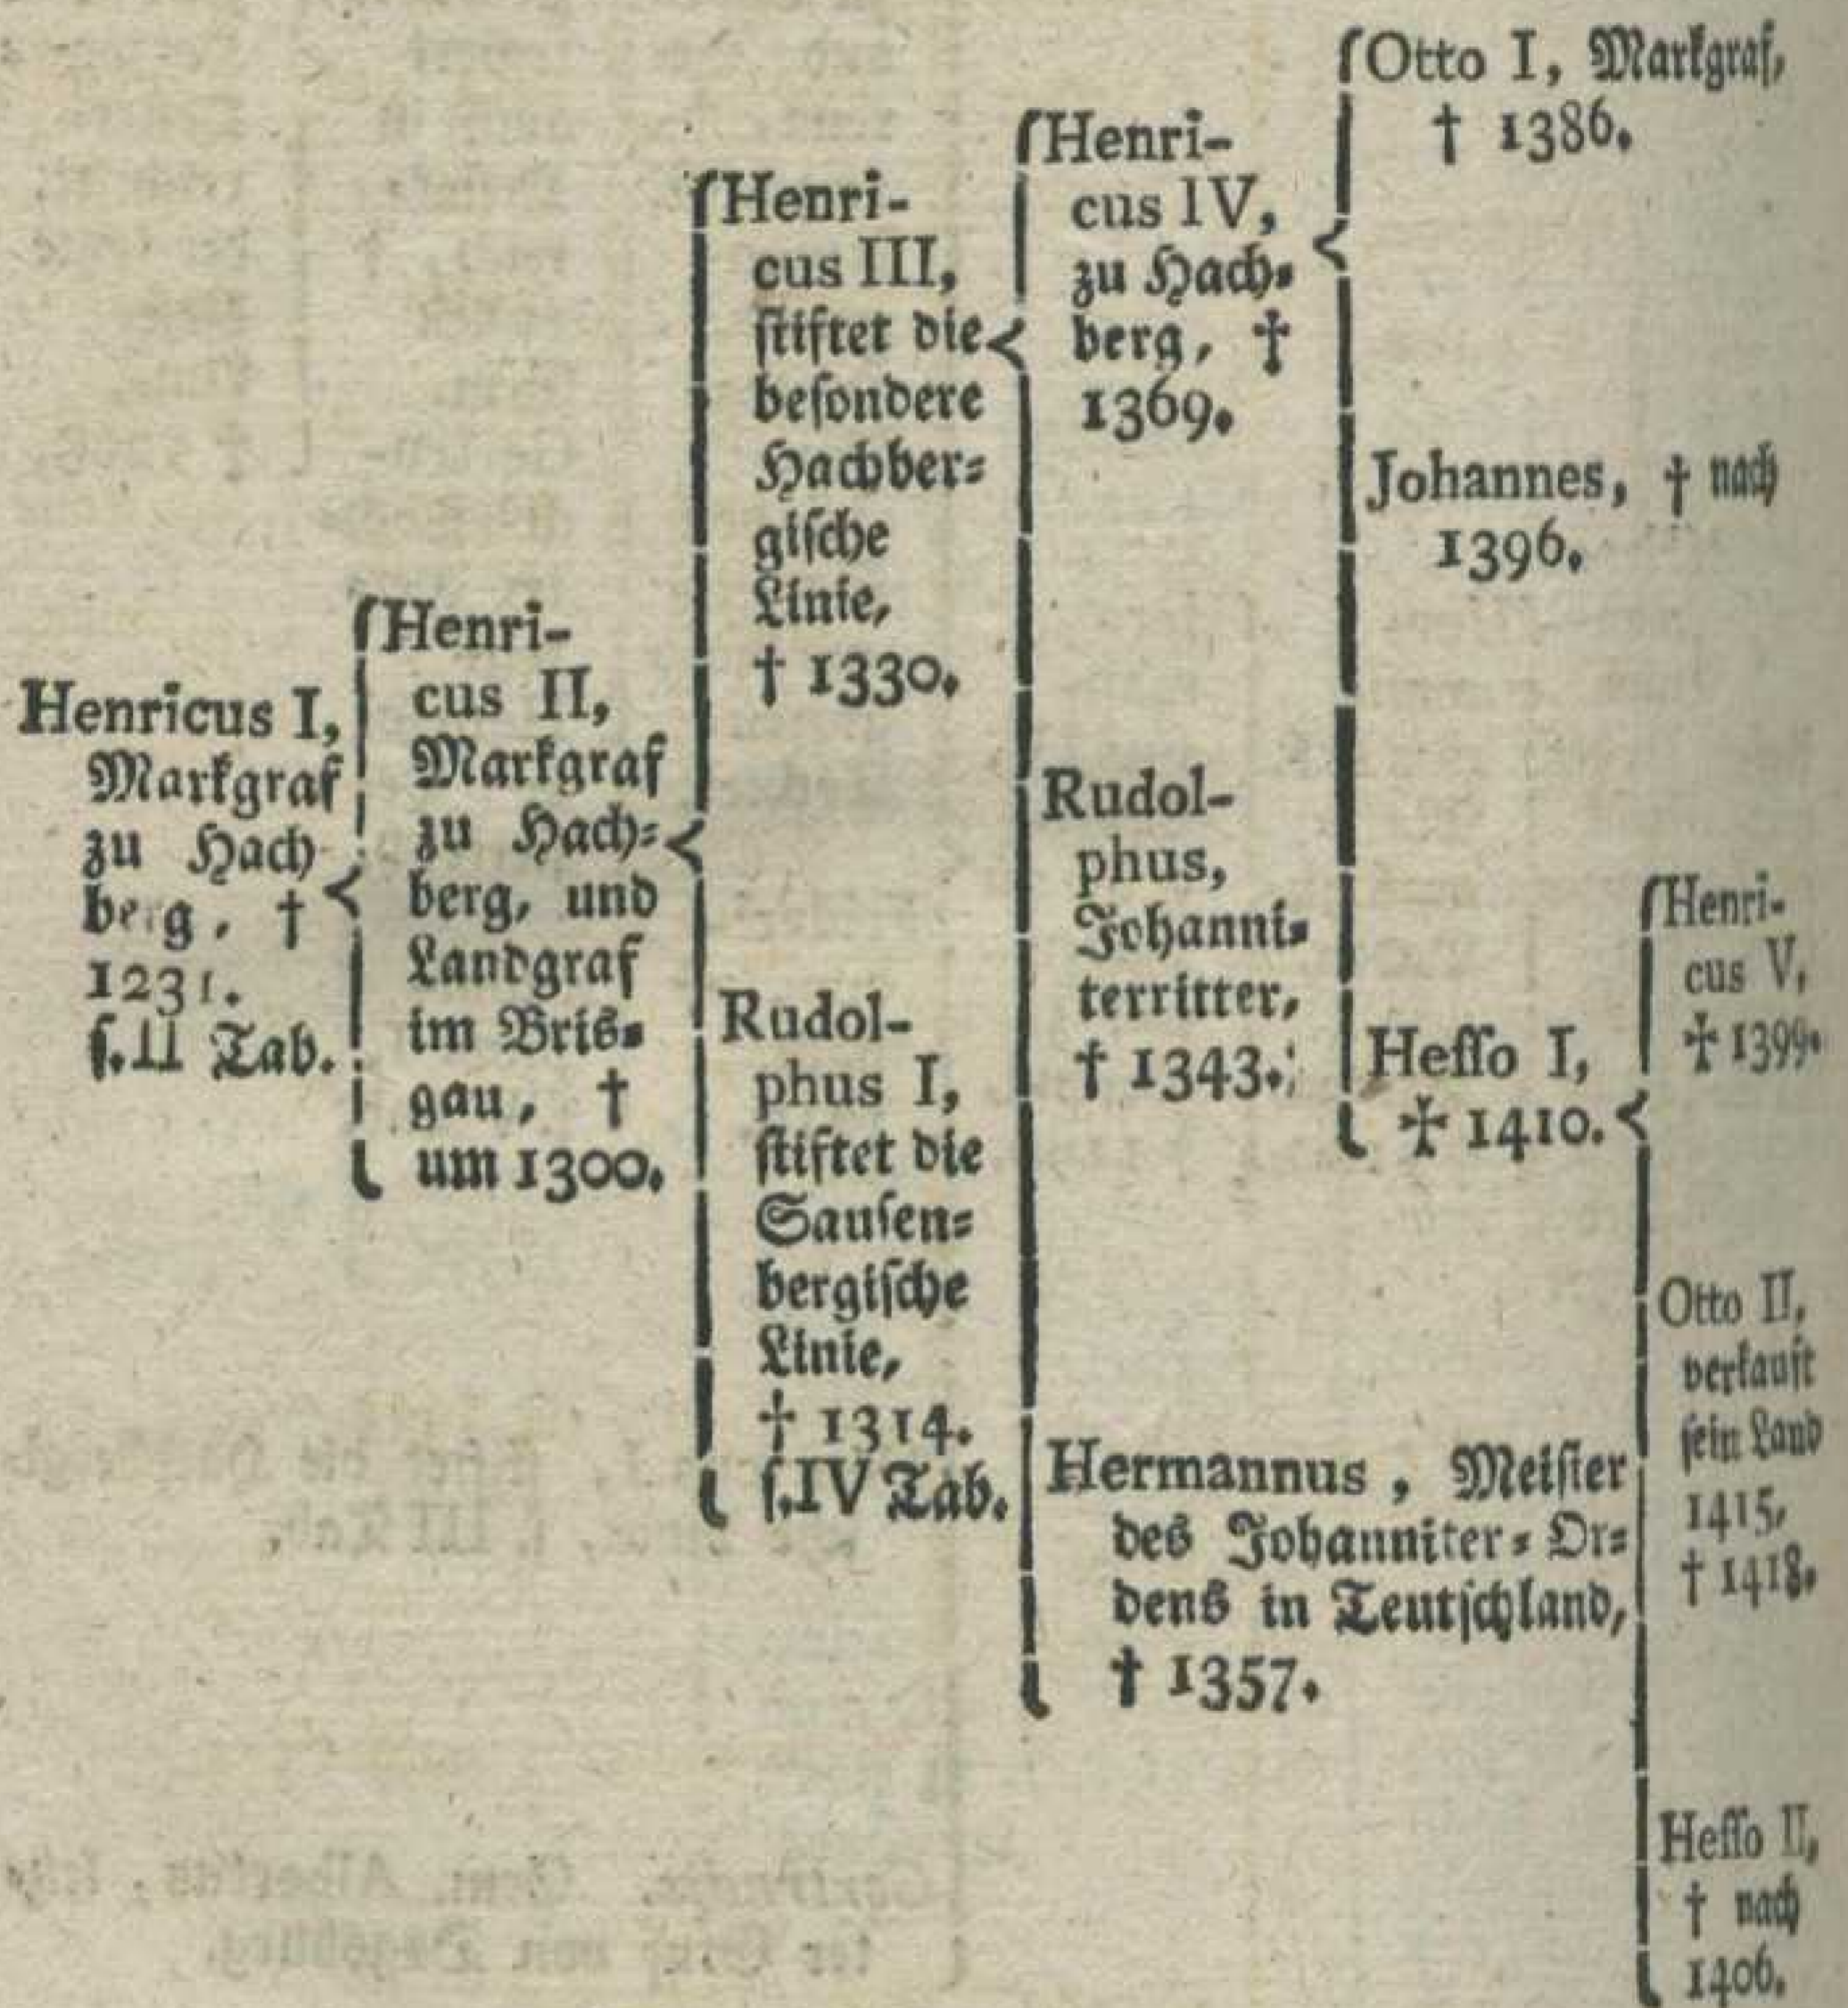 Henricus I,
Markgraf
zu Hach
berg, †
1231.
ſ. II Tab.
Henri-
cus II,
Markgraf
zu Hach-
berg, und
Landgraf
im Bris-
gau, †
um 1300.
Henri-
cus III,
ſtiftet die
beſondere
Hachber-
giſche
Linie,
† 1330.
Rudol-
phus I,
ſtiftet die
Sauſen-
bergiſche
Linie,
† 1314.
ſ. IV Tab.
Henri-
cus IV,
zu Hach-
berg, †
1369.
Rudol-
phus,
Johanni-
territter,
† 1343.
Hermannus, Meiſter
des Johanniter-Or-
dens in Teutſchland,
† 1357.
Otto I, Markgraf,
† 1386.
Johannes, † nach
1396.
Heſſo I,
† 1410.
Henri-
cus V,
† 1399.
Otto II,
verkauft
ſein Land
1415,
† 1418.
Heſſo II,
† nach
1406.